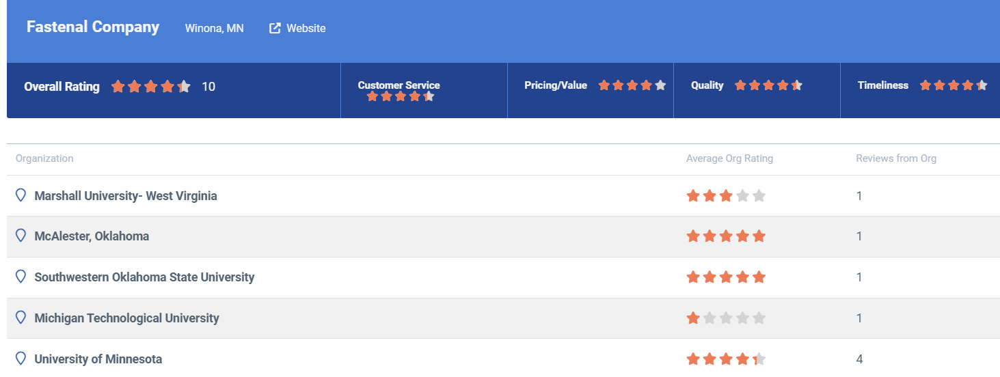 Fastenal Company Winona, MN Website
Overall Rating 10 Customer Service Pricing/Value Quality Timeliness
Organization Average Org Rating Reviews from Org
Marshall University- West Virginia 1
McAlester, Oklahoma 1
Southwestern Oklahoma State University 1
Michigan Technological University 1
University of Minnesota 4